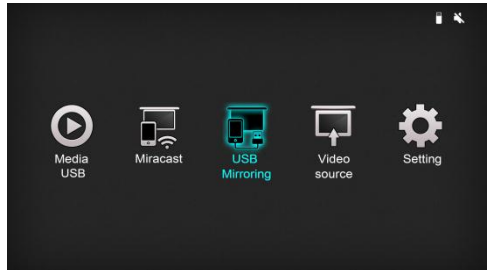 Media
USB
Miracast
USB
Mirroring
Video
source
Setting